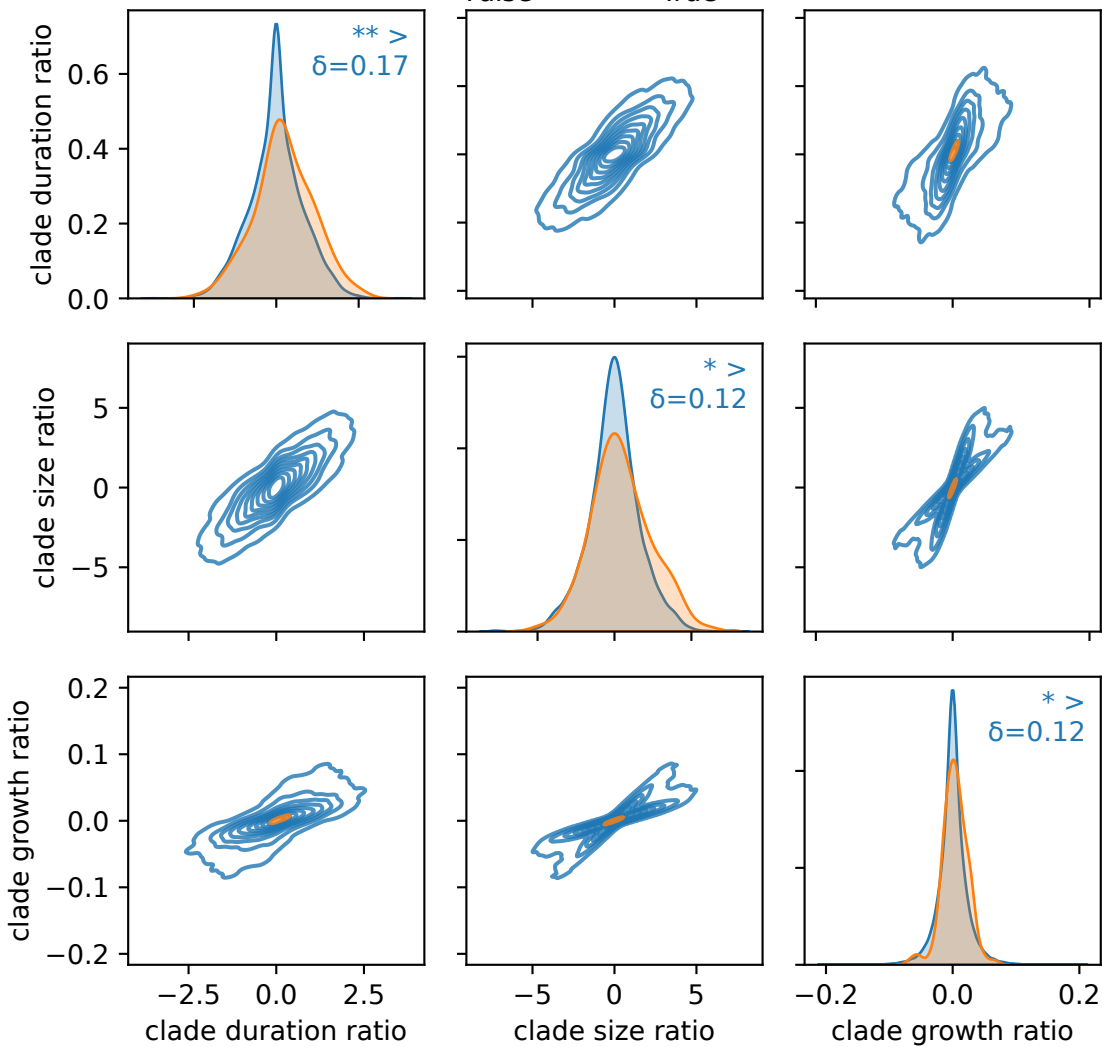 ** >
δ=0.17
clade duration ratio
0.6
0.4
0.2
0.0
* >
δ=0.12
clade size ratio
5
0
−5
* >
δ=0.12
clade growth ratio
0.2
0.1
0.0
−0.1
−0.2
−2.5 0.0 2.5
−5 0 5
−0.2 0.0 0.2
clade duration ratio
clade size ratio
clade growth ratio